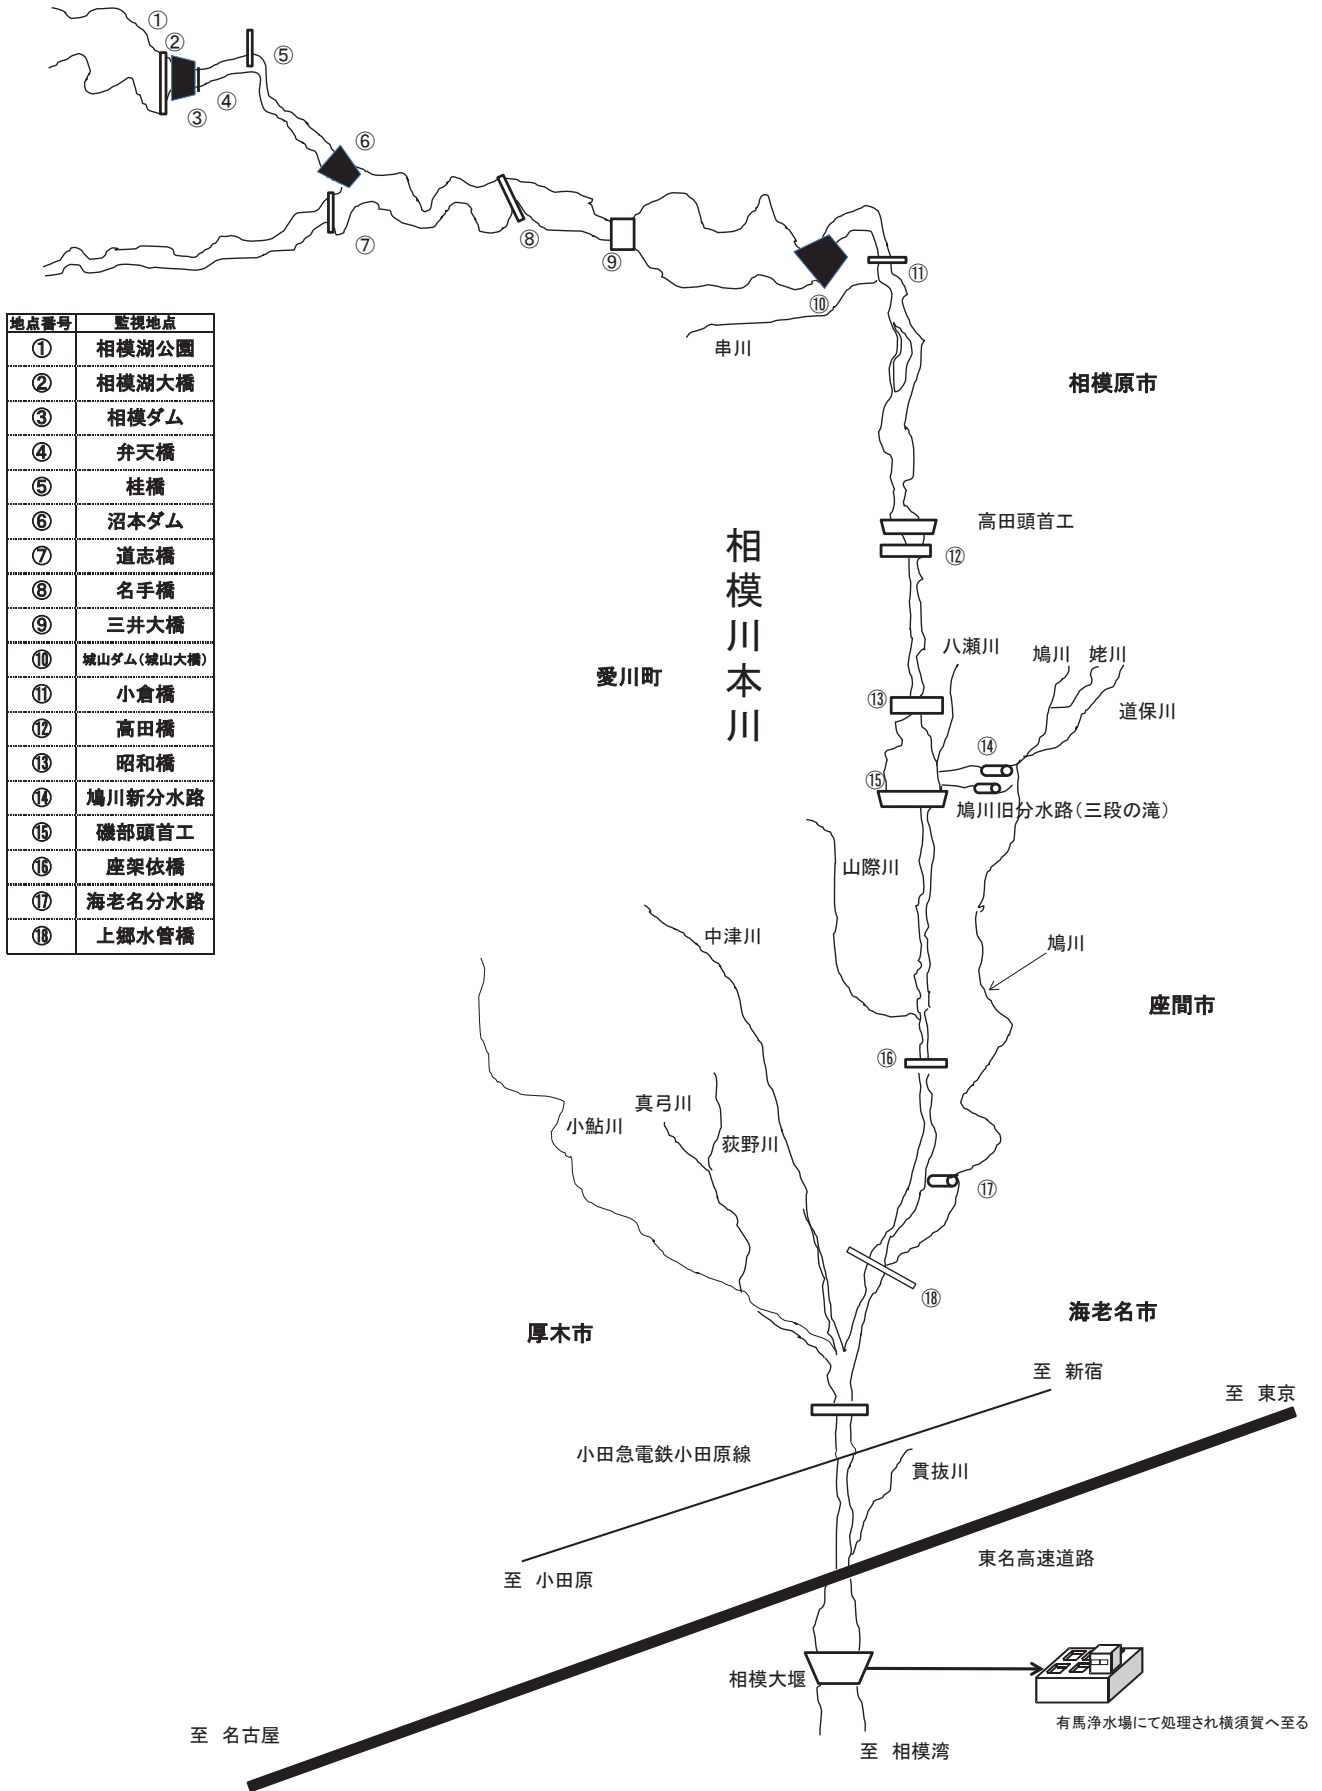 ①
②
③
④
⑤
⑥
⑦
⑧
⑨
⑩
⑪
串川
地点番号 監視地点
① 相模湖公園
② 相模湖大橋
③ 相模ダム
④ 弁天橋
⑤ 桂橋
⑥ 沼本ダム
⑦ 道志橋
⑧ 名手橋
⑨ 三井大橋
⑩ 城山ダム(城山大橋)
⑪ 小倉橋
⑫ 高田橋
⑬ 昭和橋
⑭ 鳩川新分水路
⑮ 磯部頭首工
⑯ 座架依橋
⑰ 海老名分水路
⑱ 上郷水管橋
相模原市
高田頭首工
⑫
相模川本川
愛川町
八瀬川
鳩川
姥川
道保川
⑬
⑭
⑮
鳩川旧分水路(三段の滝)
山際川
中津川
鳩川
座間市
⑯
真弓川
小鮎川
荻野川
⑰
⑱
厚木市
海老名市
至 新宿
至 東京
小田急電鉄小田原線
貫抜川
東名高速道路
至 小田原
相模大堰
有馬浄水場にて処理され横須賀へ至る
至 名古屋
至 相模湾